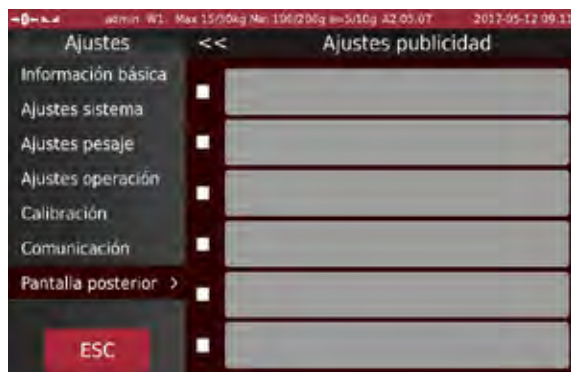 admin W1 Max 15/30kg Min 100/200g e=5/10g A2.05.07 2017-05-12 09:11
Ajustes << Ajustes publicidad
Información básica
Ajustes sistema
Ajustes pesaje
Ajustes operación
Calibración
Comunicación
Pantalla posterior >
ESC